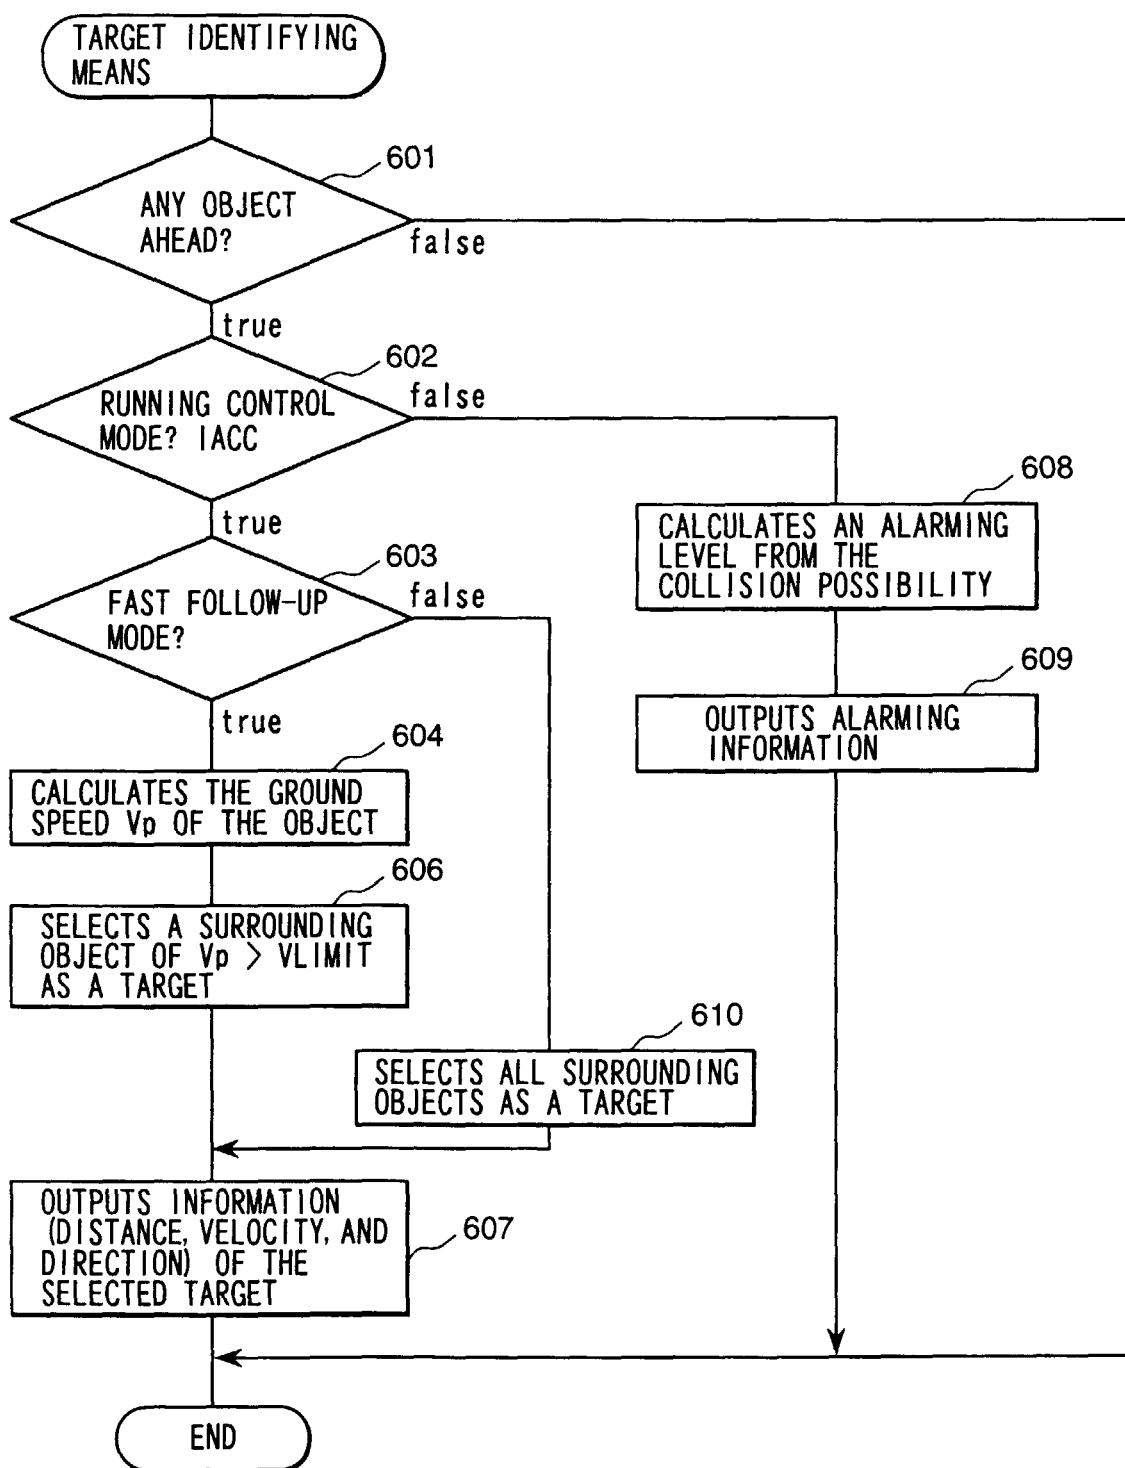 TARGET IDENTIFYING
MEANS
601
ANY OBJECT
AHEAD?
false
true
602
RUNNING CONTROL
MODE? IACC
false
true
603
FAST FOLLOW-UP
MODE?
false
true
604
CALCULATES THE GROUND
SPEED Vp OF THE OBJECT
606
SELECTS A SURROUNDING
OBJECT OF Vp > VLIMIT
AS A TARGET
608
CALCULATES AN ALARMING
LEVEL FROM THE
COLLISION POSSIBILITY
609
OUTPUTS ALARMING
INFORMATION
610
SELECTS ALL SURROUNDING
OBJECTS AS A TARGET
OUTPUTS INFORMATION
(DISTANCE, VELOCITY, AND
DIRECTION) OF THE
SELECTED TARGET
607
END